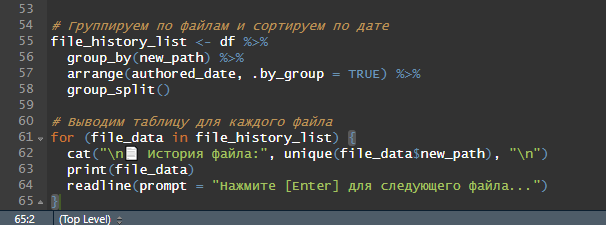 53
54 # Группируем по файлам и сортируем по дате
55 file_history_list <- df %>%
56 group_by(new_path) %>%
57 arrange(authored_date, .by_group = TRUE) %>%
58 group_split()
59
60 # Выводим таблицу для каждого файла
61 for (file_data in file_history_list) {
62 cat("\n📄 История файла:", unique(file_data$new_path), "\n")
63 print(file_data)
64 readline(prompt = "Нажмите [Enter] для следующего файла...")
65 }
65:2 (Top Level)